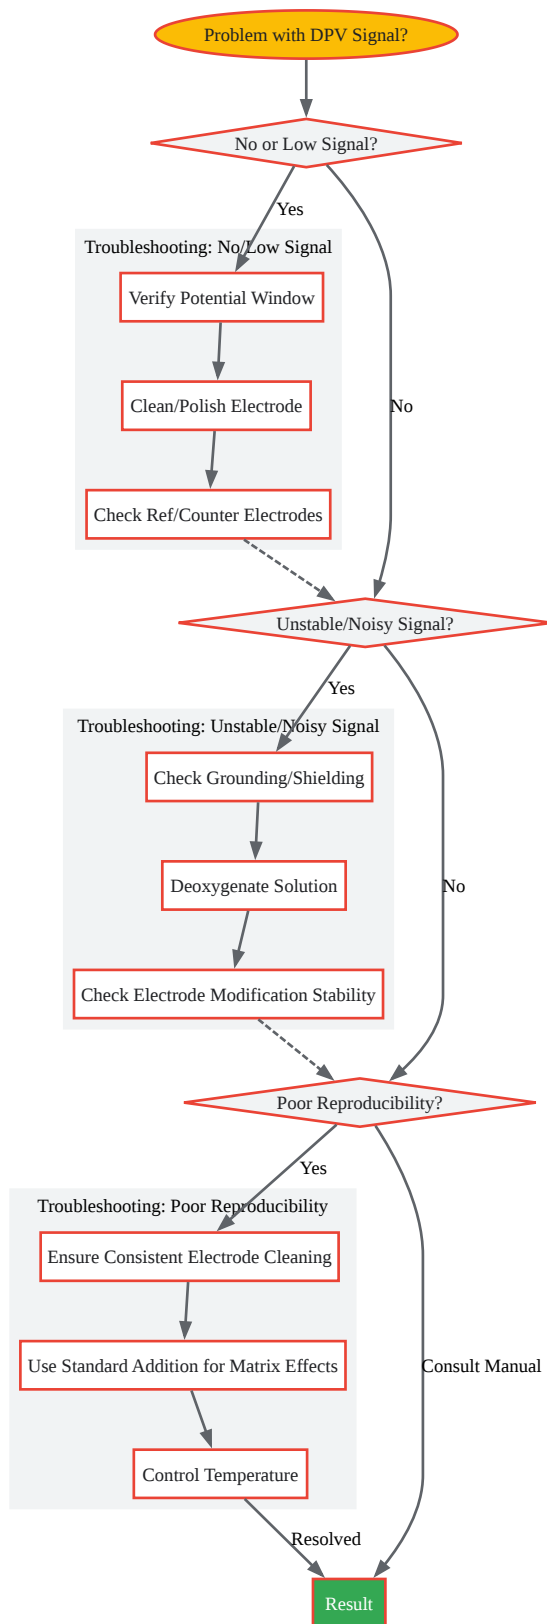 Problem with DPV Signal?
No or Low Signal?
Yes
Troubleshooting: No/Low Signal
Verify Potential Window
Clean/Polish Electrode
No
Check Ref/Counter Electrodes
Unstable/Noisy Signal?
Yes
Troubleshooting: Unstable/Noisy Signal
Check Grounding/Shielding
Deoxygenate Solution
No
Check Electrode Modification Stability
Poor Reproducibility?
Yes
Troubleshooting: Poor Reproducibility
Ensure Consistent Electrode Cleaning
Use Standard Addition for Matrix Effects
Consult Manual
Control Temperature
Resolved
Result